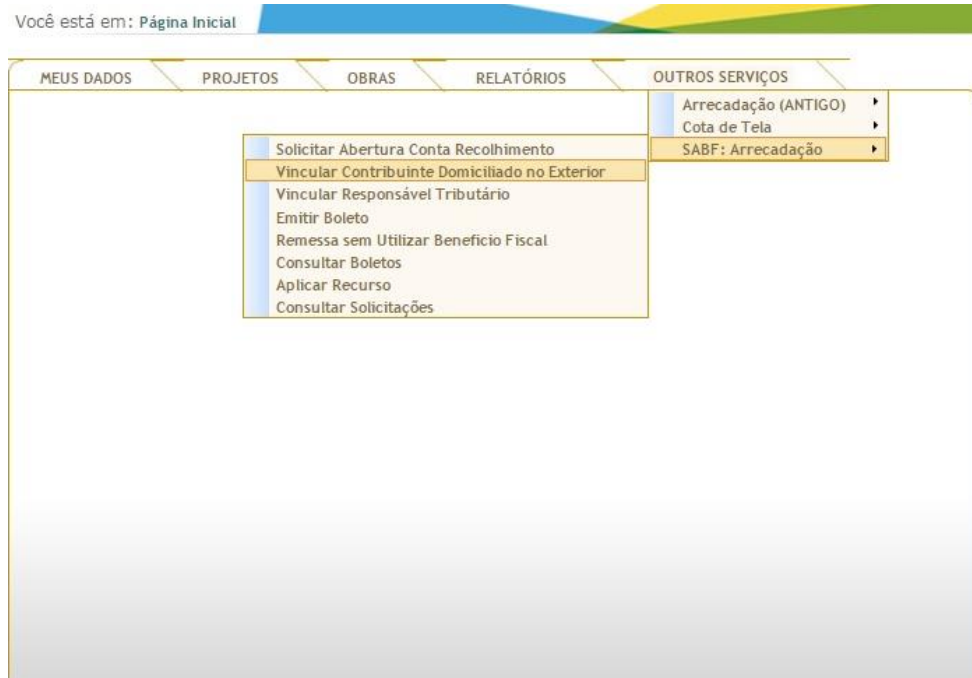 Você está em: Página Inicial
MEUS DADOS PROJETOS OBRAS RELATÓRIOS OUTROS SERVIÇOS
Arrecadação (ANTIGO)
Cota de Tela
SABF: Arrecadação
Solicitar Abertura Conta Recolhimento
Vincular Contribuinte Domiciliado no Exterior
Vincular Responsável Tributário
Emitir Boleto
Remessa sem Utilizar Benefício Fiscal
Consultar Boletos
Aplicar Recurso
Consultar Solicitações